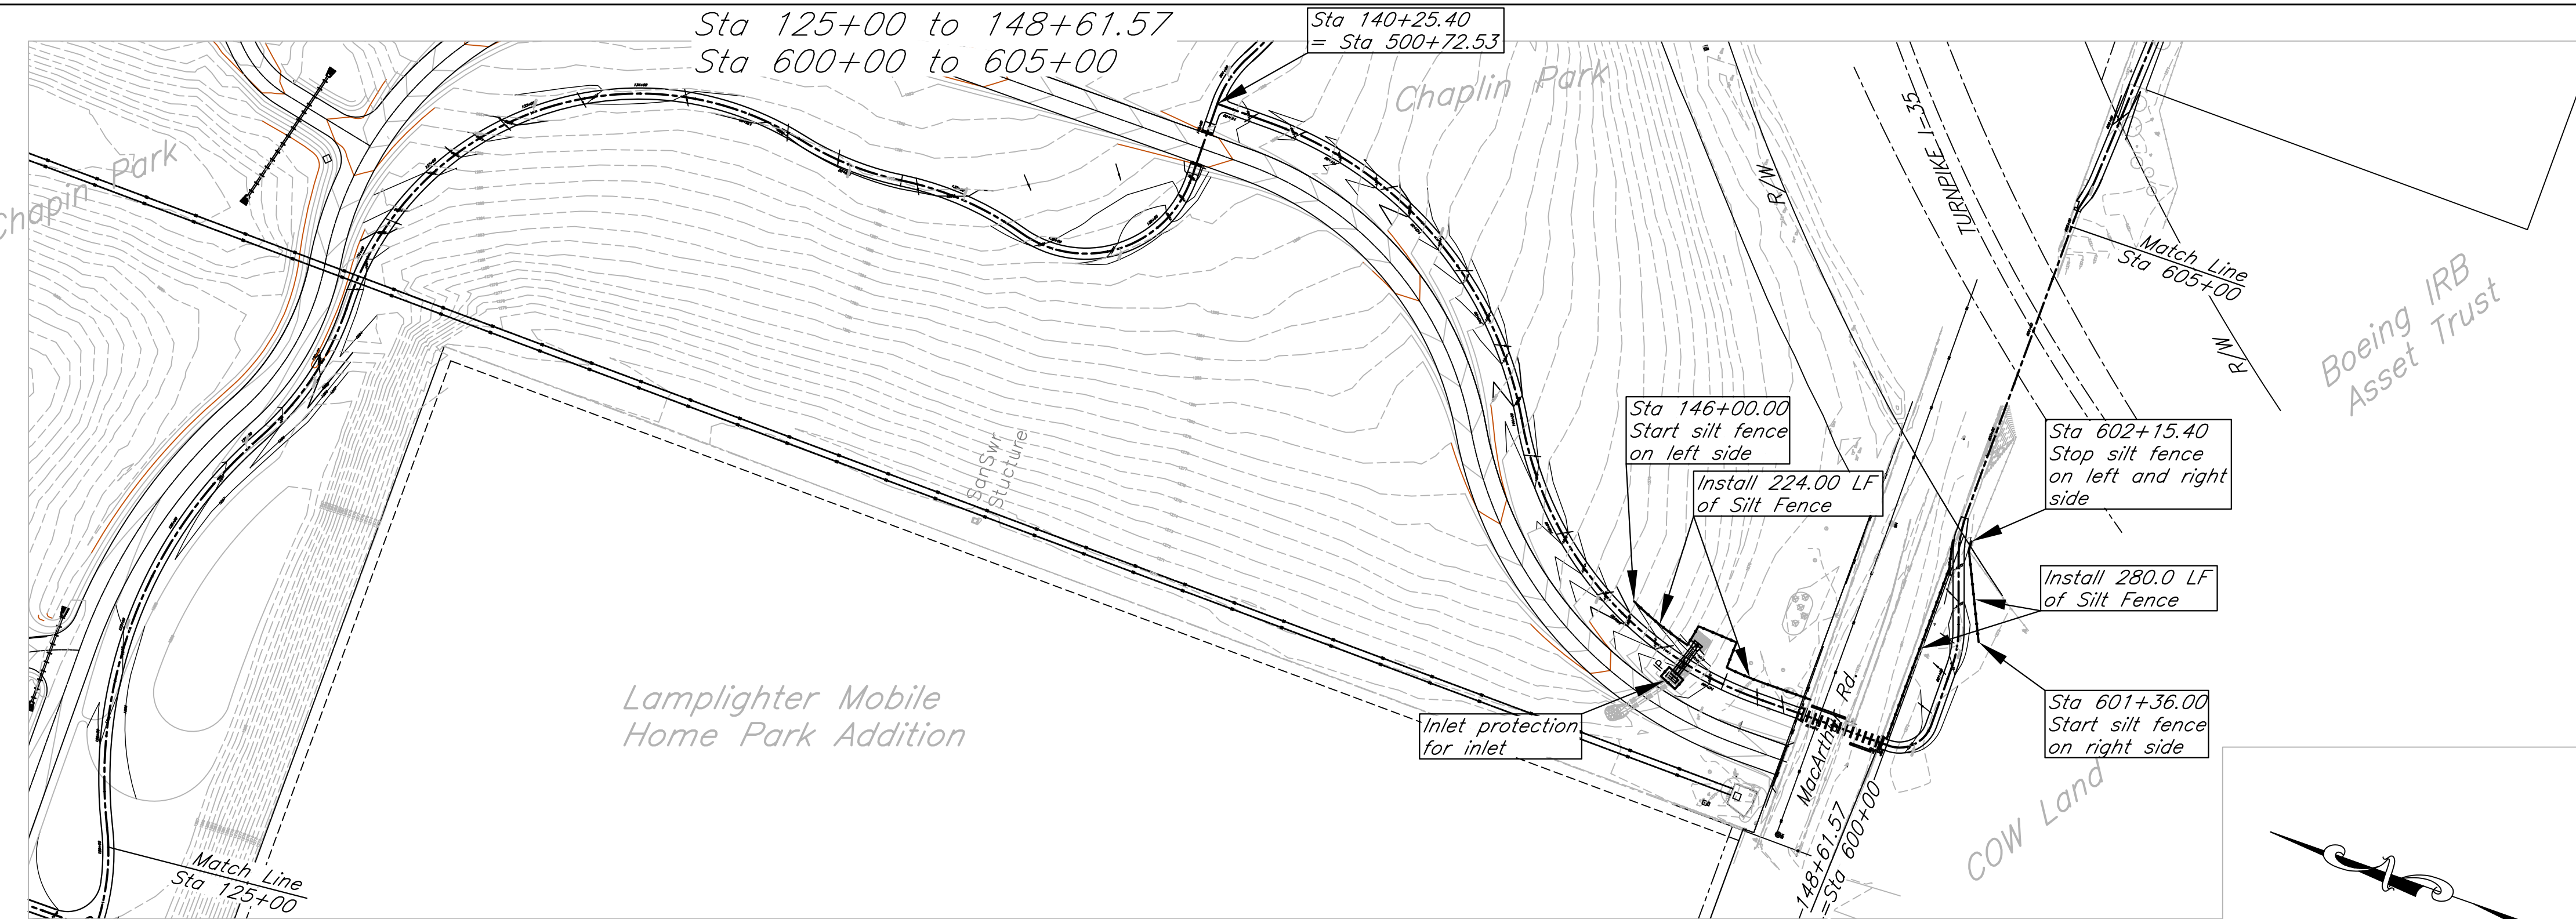 Sta 125+00 to 148+61.57
Sta 600+00 to 605+00
Sta 140+25.40
= Sta 500+72.53
Chaplin Park
Chapin Park
R/W
TURNPIKE I-35
Match Line
Sta 605+00
R/W
Boeing IRB
Asset Trust
Sta 146+00.00
Start silt fence
on left side
Install 224.00 LF
of Silt Fence
Sta 602+15.40
Stop silt fence
on left and right
side
SanSwr
Stucture
Install 280.0 LF
of Silt Fence
IP
Lamplighter Mobile
Home Park Addition
Inlet protection
for inlet
MacArthur Rd.
Sta 601+36.00
Start silt fence
on right side
COW Land
148+61.57
=Sta 600+00
Match Line
Sta 125+00